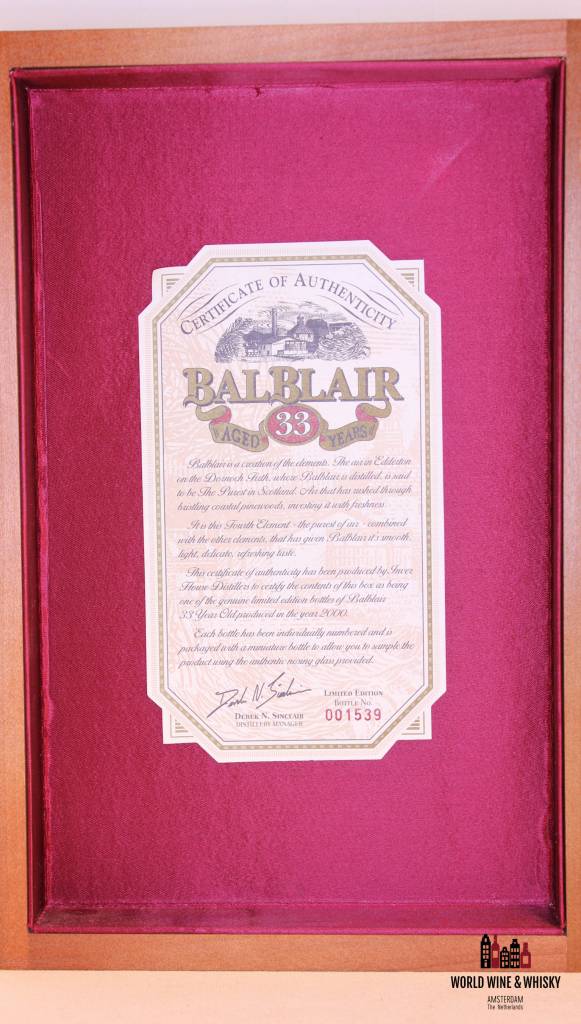 CERTIFICATE OF AUTHENTICITY
BALBLAIR
AGED 33 YEARS
Balblair is a creation of the elements. The air in Edderton
on the Dornoch Firth, where Balblair is distilled, is said
to be The Purest in Scotland. Air that has rushed through
bustling coastal pinewoods, investing it with freshness.
It is this Fourth Element - the purest of air - combined
with the other elements, that has given Balblair it's smooth,
light, delicate, refreshing taste.
This certificate of authenticity has been produced by Inver
House Distillers to certify the contents of this box as being
one of the genuine limited edition bottles of Balblair
33 Year Old produced in the year 2000.
Each bottle has been individually numbered and is
packaged with a miniature bottle to allow you to sample the
product using the authentic nosing glass provided.
Derek N. Sinclair
DEREK N. SINCLAIR
DISTILLERY MANAGER
LIMITED EDITION
BOTTLE NO.
001539
WORLD WINE & WHISKY
AMSTERDAM
The Netherlands